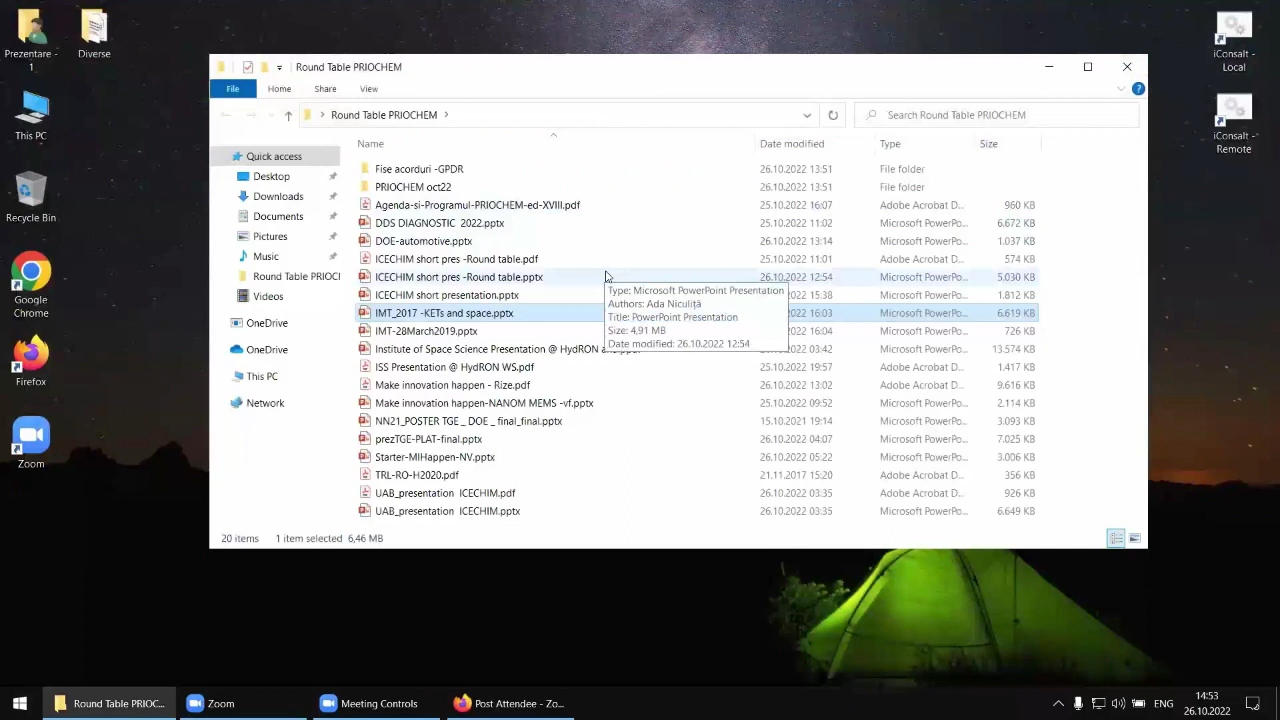 Prezentare -
1
Diverse
This PC
Recycle Bin
Google
Chrome
Firefox
Zoom
iConsalt -
Local
iConsalt -
Remote
Round Table PRIOCHEM
File Home Share View
Round Table PRIOCHEM
Search Round Table PRIOCHEM
Name Date modified Type Size
Quick access
Desktop
Downloads
Documents
Pictures
Music
Round Table PRIOCI
Videos
OneDrive
OneDrive
This PC
Network
Fise acorduri -GPDR 26.10.2022 13:51 File folder
PRIOCHEM oct22 26.10.2022 13:51 File folder
Agenda-si-Programul-PRIOCHEM-ed-XVIII.pdf 25.10.2022 16:07 Adobe Acrobat D... 960 KB
DDS DIAGNOSTIC 2022.pptx 25.10.2022 11:02 Microsoft PowerPo... 6.672 KB
DOE-automotive.pptx 26.10.2022 13:14 Microsoft PowerPo... 1.037 KB
ICECHIM short pres -Round table.pdf 25.10.2022 11:01 Adobe Acrobat D... 574 KB
ICECHIM short pres -Round table.pptx 26.10.2022 12:54 Microsoft PowerPo... 5.030 KB
ICECHIM short presentation.pptx 2022 15:38 Microsoft PowerPo... 1.812 KB
IMT_2017 -KETs and space.pptx 2022 16:03 Microsoft PowerPo... 6.619 KB
IMT-28March2019.pptx 2022 16:04 Microsoft PowerPo... 726 KB
Institute of Space Science Presentation @ HydRON 2022 03:42 Microsoft PowerPo... 13.574 KB
ISS Presentation @ HydRON WS.pdf 25.10.2022 19:57 Adobe Acrobat D... 1.417 KB
Make innovation happen - Rize.pdf 26.10.2022 13:02 Adobe Acrobat D... 9.616 KB
Make innovation happen-NANOM MEMS -vf.pptx 25.10.2022 09:52 Microsoft PowerPo... 2.114 KB
NN21_POSTER TGE _ DOE _ final_final.pptx 15.10.2021 19:14 Microsoft PowerPo... 3.093 KB
prezTGE-PLAT-final.pptx 26.10.2022 04:07 Microsoft PowerPo... 7.025 KB
Starter-MIHappen-NV.pptx 26.10.2022 05:22 Microsoft PowerPo... 3.006 KB
TRL-RO-H2020.pdf 21.11.2017 15:20 Adobe Acrobat D... 356 KB
UAB_presentation ICECHIM.pdf 26.10.2022 03:35 Adobe Acrobat D... 926 KB
UAB_presentation ICECHIM.pptx 26.10.2022 03:35 Microsoft PowerPo... 6.649 KB
Type: Microsoft PowerPoint Presentation
Authors: Ada Niculiță
Title: PowerPoint Presentation
Size: 4,91 MB
Date modified: 26.10.2022 12:54
20 items 1 item selected 6,46 MB
Round Table PRIOC...
Zoom
Meeting Controls
Post Attendee - Zo...
ENG
14:53
26.10.2022